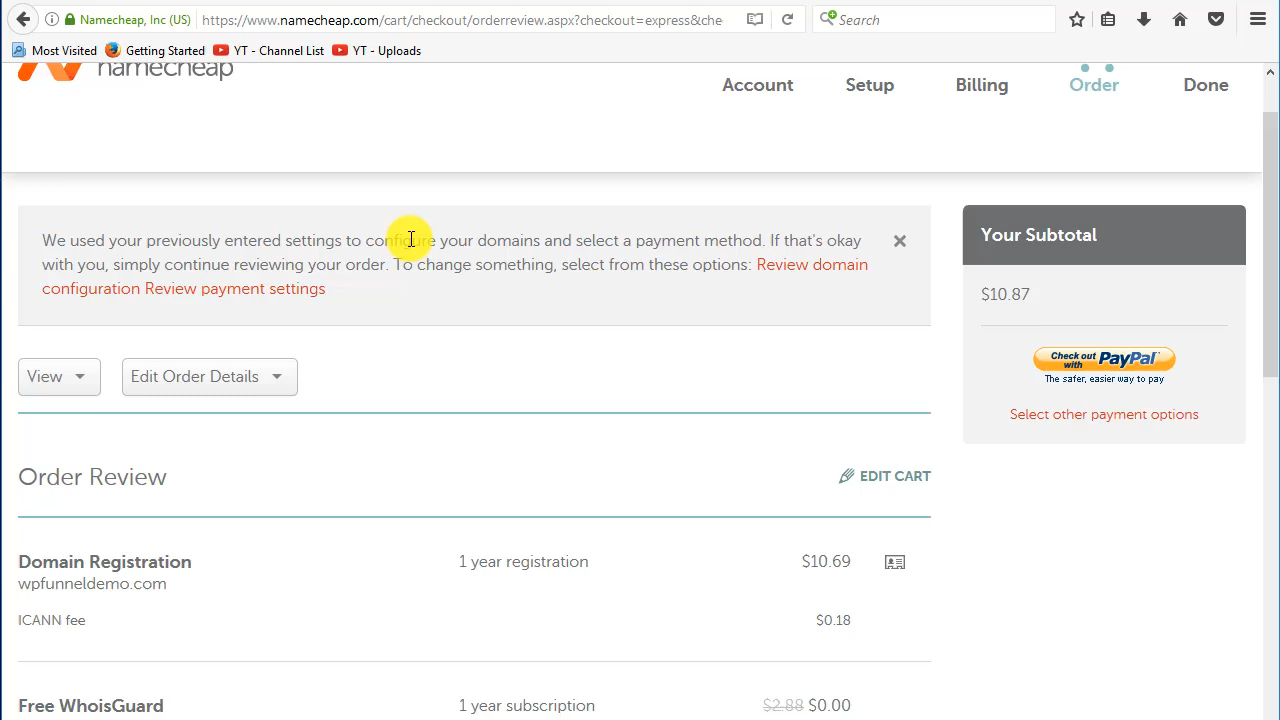 Namecheap, Inc (US) https://www.namecheap.com/cart/checkout/orderreview.aspx?checkout=express&che Search
Most Visited Getting Started YT - Channel List YT - Uploads
namecheap
Account Setup Billing Order Done
We used your previously entered settings to configure your domains and select a payment method. If that's okay
with you, simply continue reviewing your order. To change something, select from these options: Review domain
configuration Review payment settings
Your Subtotal
$10.87
Check out with PayPal
The safer, easier way to pay
Select other payment options
View Edit Order Details
Order Review EDIT CART
Domain Registration 1 year registration $10.69
wpfunneldemo.com
ICANN fee $0.18
Free WhoisGuard 1 year subscription $2.88 $0.00